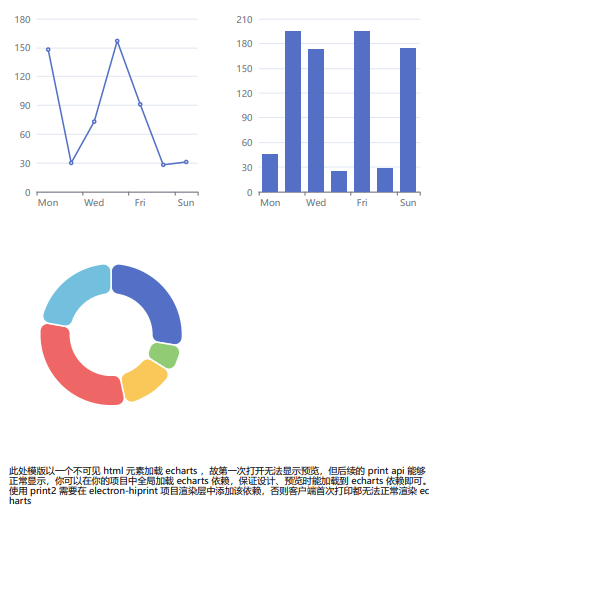 180
150
120
90
60
30
0
Mon Wed Fri Sun
210
180
150
120
90
60
30
0
Mon Wed Fri Sun
此处模版以一个不可见 html 元素加载 echarts ，故第一次打开无法显示预览，但后续的 print api 能够
正常显示，你可以在你的项目中全局加载 echarts 依赖，保证设计、预览时能加载到 echarts 依赖即可。
使用 print2 需要在 electron-hiprint 项目渲染层中添加该依赖，否则客户端首次打印都无法正常渲染 ec
harts